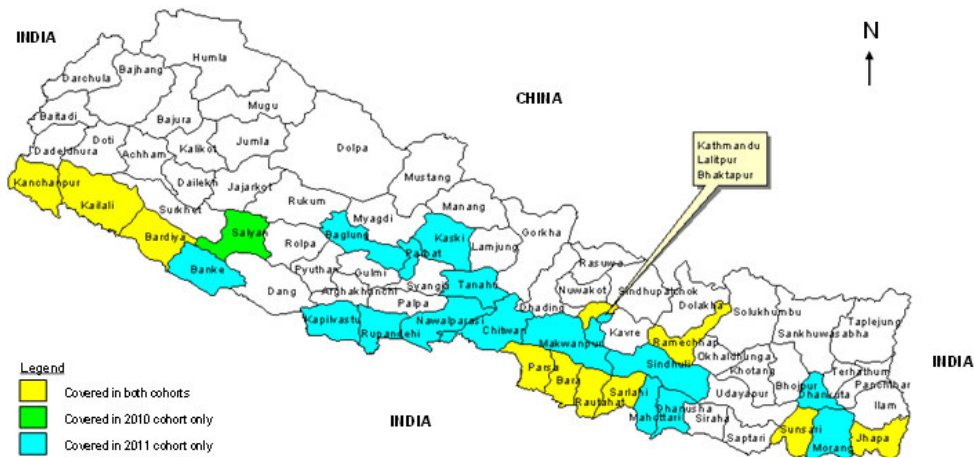 INDIA
N
Humla
Darchula
Bajhang
CHINA
Mugu
Baitadi
Bajura
Kathmandu
Lalitpur
Bhaktapur
Doti
Kalikot
Jumla
Dolpa
Dadeldhura
Achham
Mustang
Kanchanpur
Dailekh
Jajarkot
Kailali
Surkhet
Rukum
Manang
Myagdi
Gorkha
Bardiya
Salyan
Baglung
Kaski
Rolpa
Lamjung
Parbat
Rasuwa
Banke
Pyuthan
Gulmi
Syangja
Tanahu
Nuwakot
Sindhupalchok
Dang
Arghakhanchi
Dolakha
Palpa
Dhading
Solukhumbu
Taplejung
Kapilvastu
Nawalparasi
Rupandehi
Chitwan
Kavre
Sankhuwasabha
Makwanpur
Ramechhap
Okhaldhunga
INDIA
Legend
Parsa
Sindhuli
Khotang
Terhathum
Bara
Bhojpur
Panchthar
Covered in both cohorts
Sarlahi
Udayapur
Dhankuta
Rautahat
Dhanusha
Ilam
Covered in 2010 cohort only
INDIA
Mahottari
Siraha
Sunsari
Jhapa
Covered in 2011 cohort only
Saptari
Morang